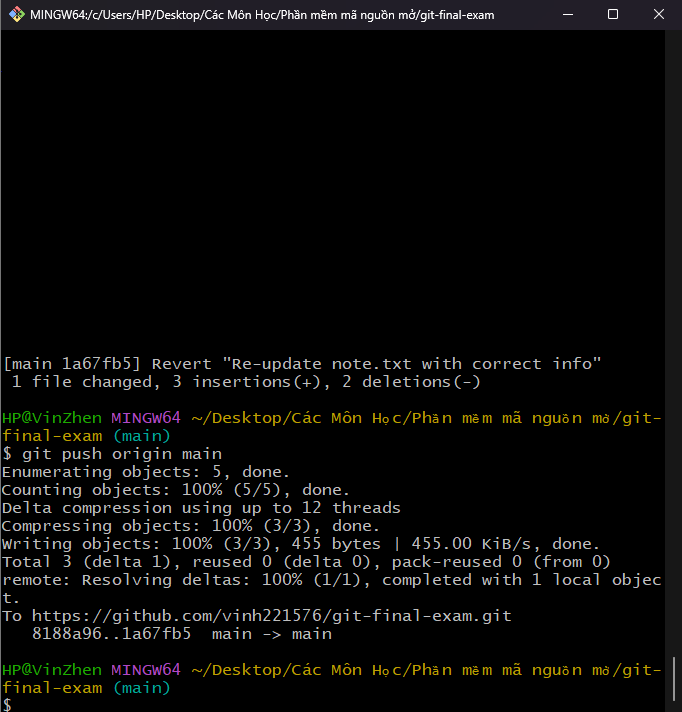 MINGW64:/c/Users/HP/Desktop/Các Môn Học/Phần mềm mã nguồn mở/git-final-exam
[main 1a67fb5] Revert "Re-update note.txt with correct info"
 1 file changed, 3 insertions(+), 2 deletions(-)
HP@VinZhen MINGW64 ~/Desktop/Các Môn Học/Phần mềm mã nguồn mở/git-
final-exam (main)
$ git push origin main
Enumerating objects: 5, done.
Counting objects: 100% (5/5), done.
Delta compression using up to 12 threads
Compressing objects: 100% (3/3), done.
Writing objects: 100% (3/3), 455 bytes | 455.00 KiB/s, done.
Total 3 (delta 1), reused 0 (delta 0), pack-reused 0 (from 0)
remote: Resolving deltas: 100% (1/1), completed with 1 local objec
t.
To https://github.com/vinh221576/git-final-exam.git
   8188a96..1a67fb5  main -> main
HP@VinZhen MINGW64 ~/Desktop/Các Môn Học/Phần mềm mã nguồn mở/git-
final-exam (main)
$